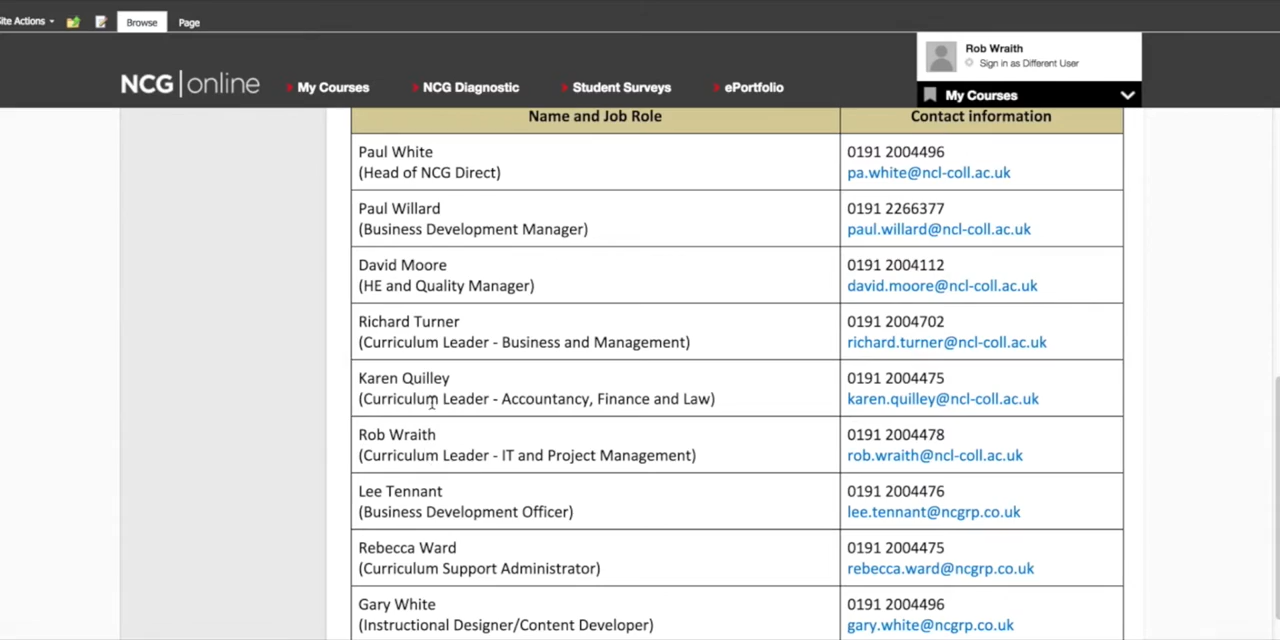 Site Actions
Browse
Page
Rob Wraith
Sign in as Different User
NCG|online
My Courses
NCG Diagnostic
Student Surveys
ePortfolio
My Courses
Name and Job Role
Contact information
Paul White
(Head of NCG Direct)
0191 2004496
pa.white@ncl-coll.ac.uk
Paul Willard
(Business Development Manager)
0191 2266377
paul.willard@ncl-coll.ac.uk
David Moore
(HE and Quality Manager)
0191 2004112
david.moore@ncl-coll.ac.uk
Richard Turner
(Curriculum Leader - Business and Management)
0191 2004702
richard.turner@ncl-coll.ac.uk
Karen Quilley
(Curriculum Leader - Accountancy, Finance and Law)
0191 2004475
karen.quilley@ncl-coll.ac.uk
Rob Wraith
(Curriculum Leader - IT and Project Management)
0191 2004478
rob.wraith@ncl-coll.ac.uk
Lee Tennant
(Business Development Officer)
0191 2004476
lee.tennant@ncgrp.co.uk
Rebecca Ward
(Curriculum Support Administrator)
0191 2004475
rebecca.ward@ncgrp.co.uk
Gary White
(Instructional Designer/Content Developer)
0191 2004496
gary.white@ncgrp.co.uk